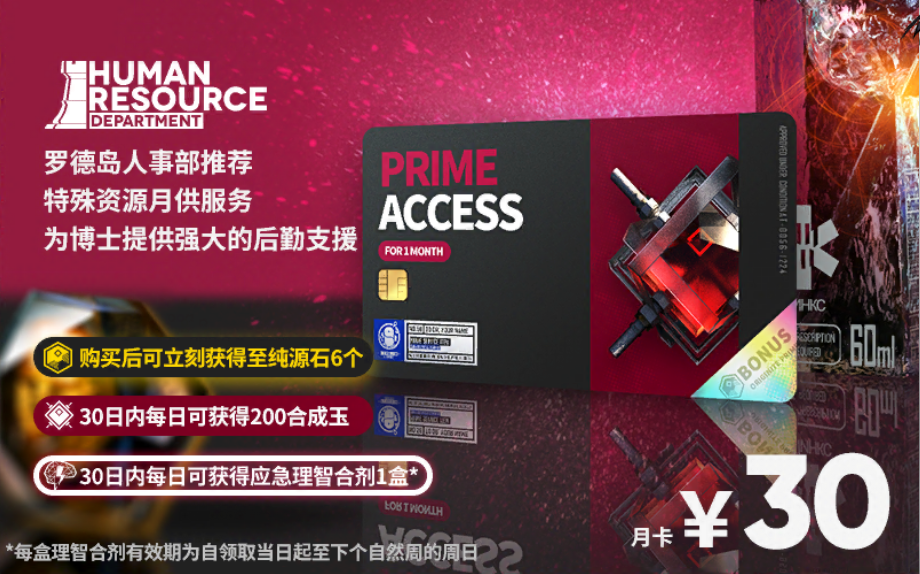 HUMAN
RESOURCE
DEPARTMENT
罗德岛人事部推荐
特殊资源月供服务
为博士提供强大的后勤支援
PRIME
ACCESS
FOR 1 MONTH
BONUS
60ml
购买后可立刻获得至纯源石6个
30日内每日可获得200合成玉
30日内每日可获得应急理智合剂1盒*
月卡 ¥30
*每盒理智合剂有效期为自领取当日起至下个自然周的周日